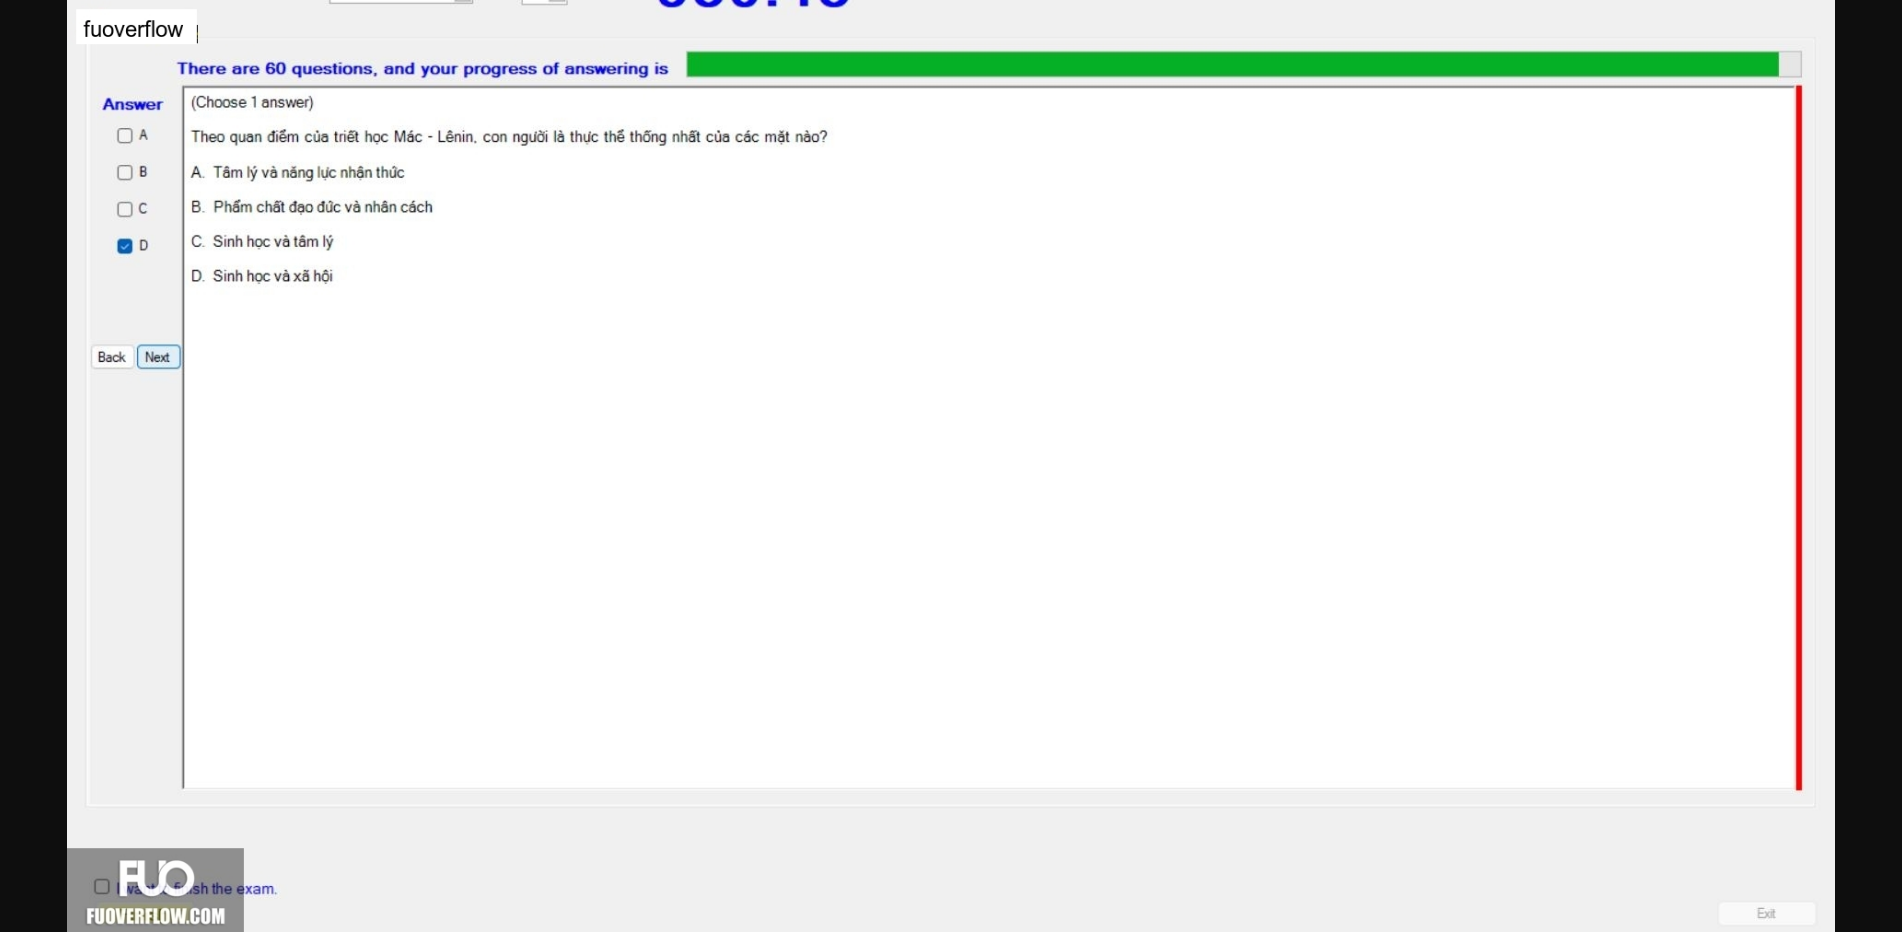 fuoverflow
There are 60 questions, and your progress of answering is
Answer
(Choose 1 answer)
A
Theo quan điểm của triết học Mác - Lênin, con người là thực thể thống nhất của các mặt nào?
B
A. Tâm lý và năng lực nhận thức
C
B. Phẩm chất đạo đức và nhân cách
D
C. Sinh học và tâm lý
D. Sinh học và xã hội
Back Next
FUO
I want finish the exam.
FUOVERFLOW.COM
Exit